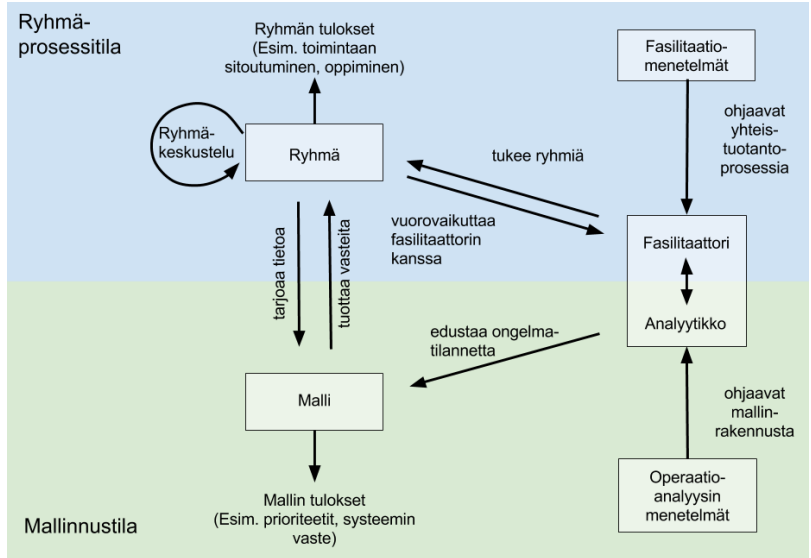 Ryhmä-
prosessitila
Ryhmän tulokset
(Esim. toimintaan
sitoutuminen, oppiminen)
Fasilitaatio-
menetelmät
Ryhmä-
keskustelu
Ryhmä
tukee ryhmiä
ohjaavat
yhteis-
tuotanto-
prosessia
vuorovaikuttaa
fasilitaattorin
kanssa
Fasilitaattori
tarjoaa tietoa
tuottaa vasteita
Analyytikko
edustaa ongelma-
tilannetta
Malli
ohjaavat
mallin-
rakennusta
Mallin tulokset
(Esim. prioriteetit, systeemin
vaste)
Operaatio-
analyysin
menetelmät
Mallinnustila